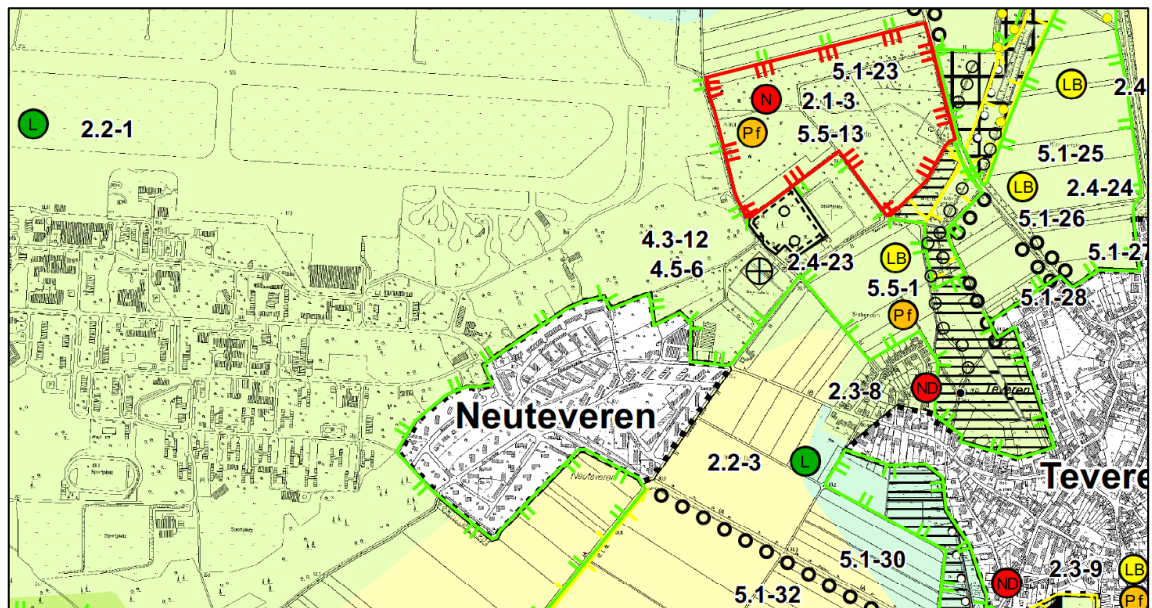 5.1-23
N 2.1-3
LB 2.4
L 2.2-1
Pf 5.5-13
5.1-25
LB 2.4-24
5.1-26
4.3-12
5.1-27
4.5-6
2.4-23
LB
5.5-1
5.1-28
Pf
2.3-8
ND
Teveren
Neuteveren
2.2-3
L
Tevere
Neuteveren
Sportplatz
5.1-30
2.3-9
LB
ND
5.1-32
Pf